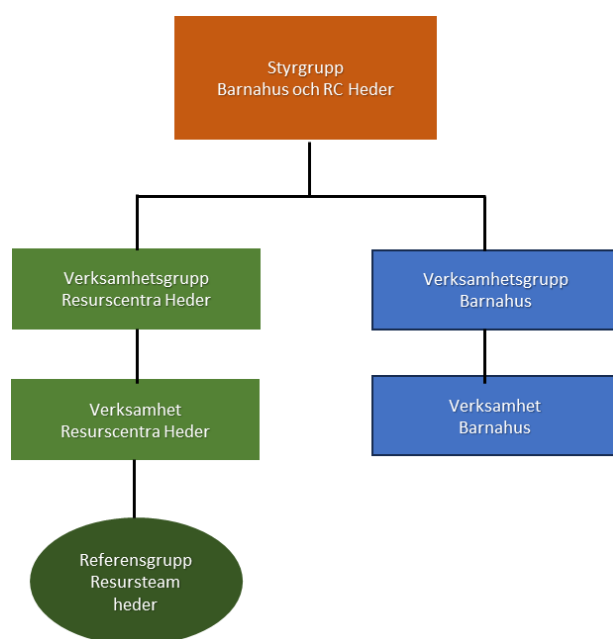 Styrgrupp
Barnahus och RC Heder
Verksamhetsgrupp
Resurscentra Heder
Verksamhetsgrupp
Barnahus
Verksamhet
Resurscentra Heder
Verksamhet
Barnahus
Referensgrupp
Resursteam
heder